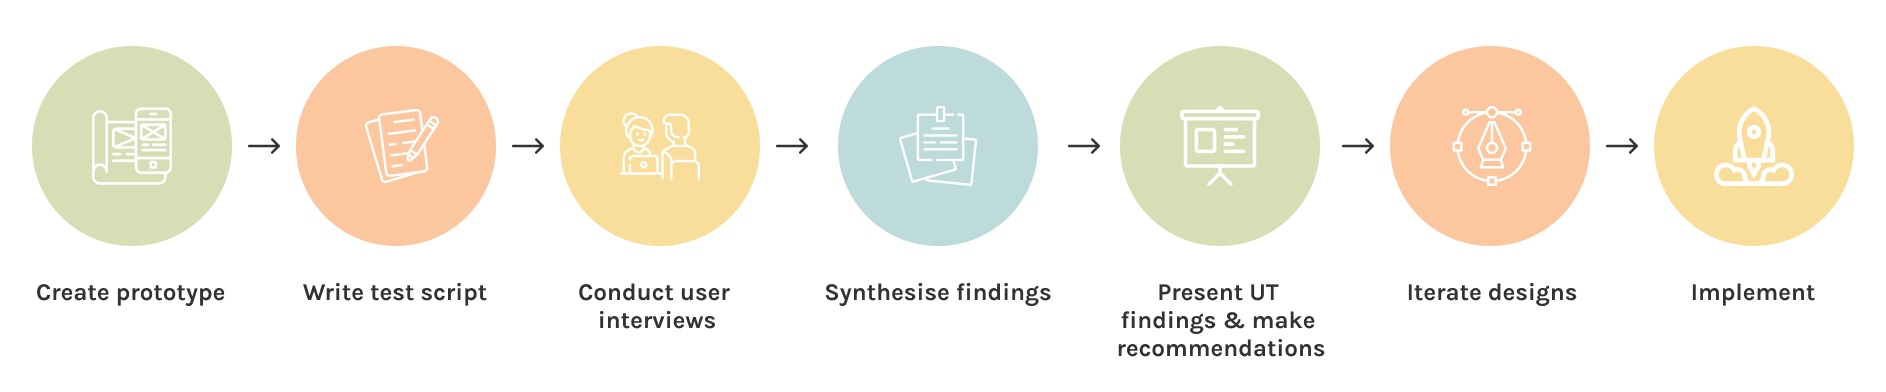 Create prototype
Write test script
Conduct user
interviews
Synthesise findings
Present UT
findings & make
recommendations
Iterate designs
Implement